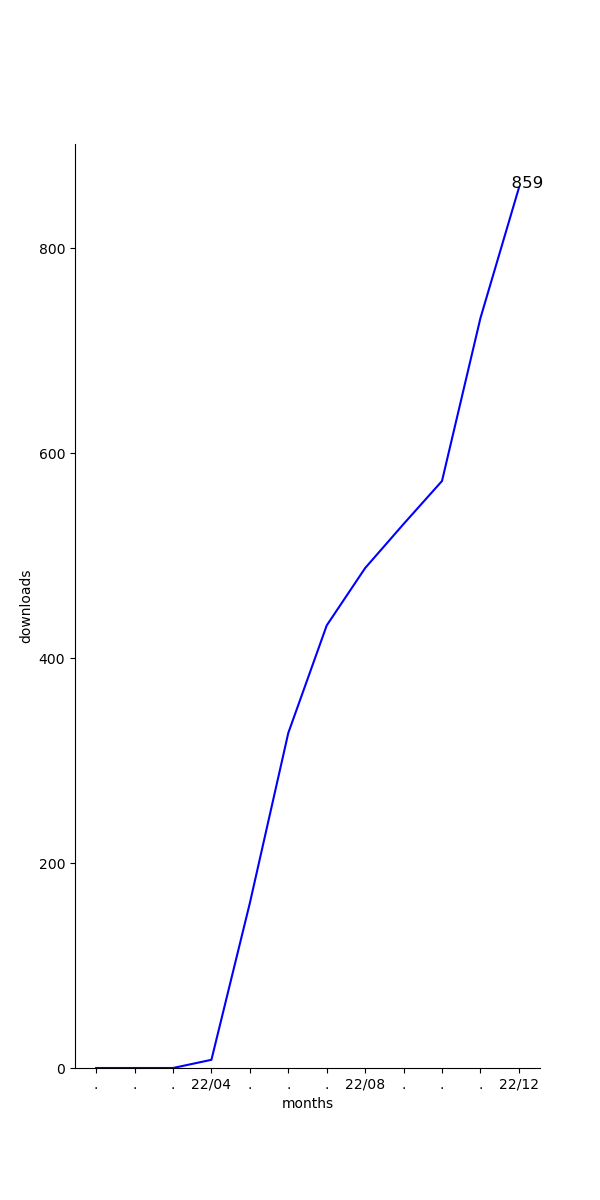 859
800
600
downloads
400
200
0
. . . 22/04 . . . 22/08 . . . 22/12
months